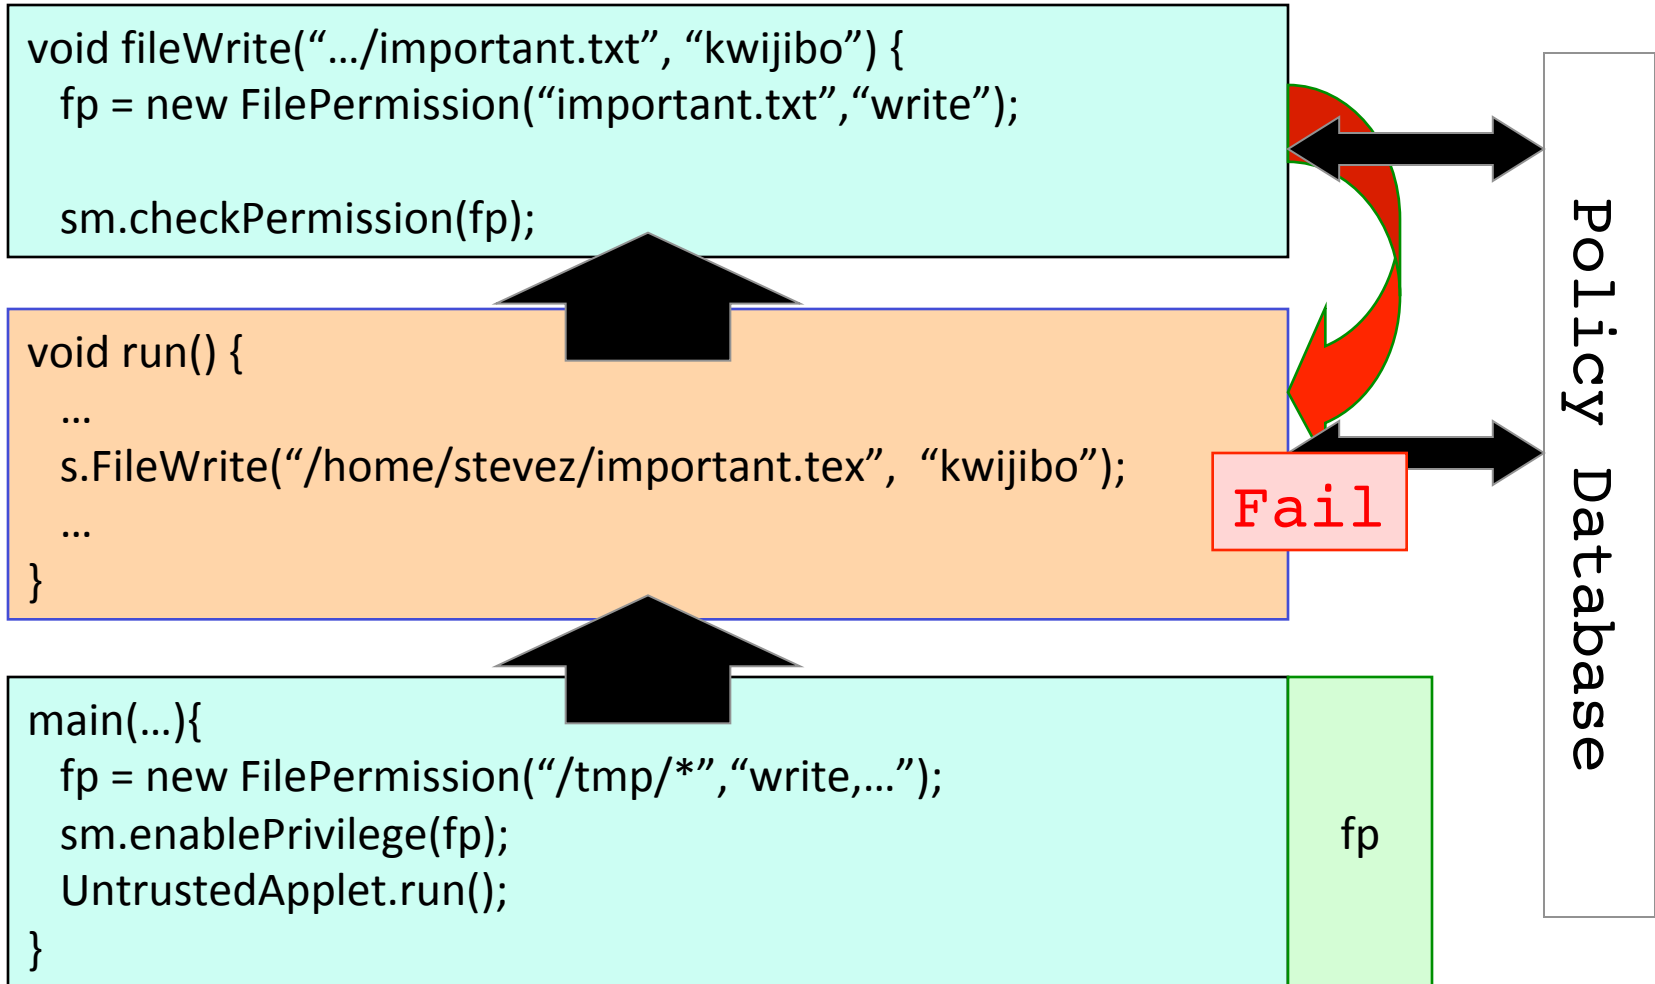 void fileWrite(“…/important.txt”, “kwijibo”) {
fp = new FilePermission(“important.txt”,“write”);
sm.checkPermission(fp);
void run() {
…
s.FileWrite(“/home/stevez/important.tex”, “kwijibo”);
…
}
Fail
main(…){
fp = new FilePermission(“/tmp/*”,“write,…”);
sm.enablePrivilege(fp);
UntrustedApplet.run();
}
fp
Policy Database